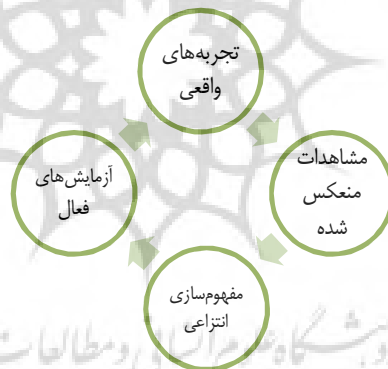 تجربه‌های
واقعی
مشاهدات
منعکس
شده
مفهوم‌سازی
انتزاعی
آزمایش‌های
فعال